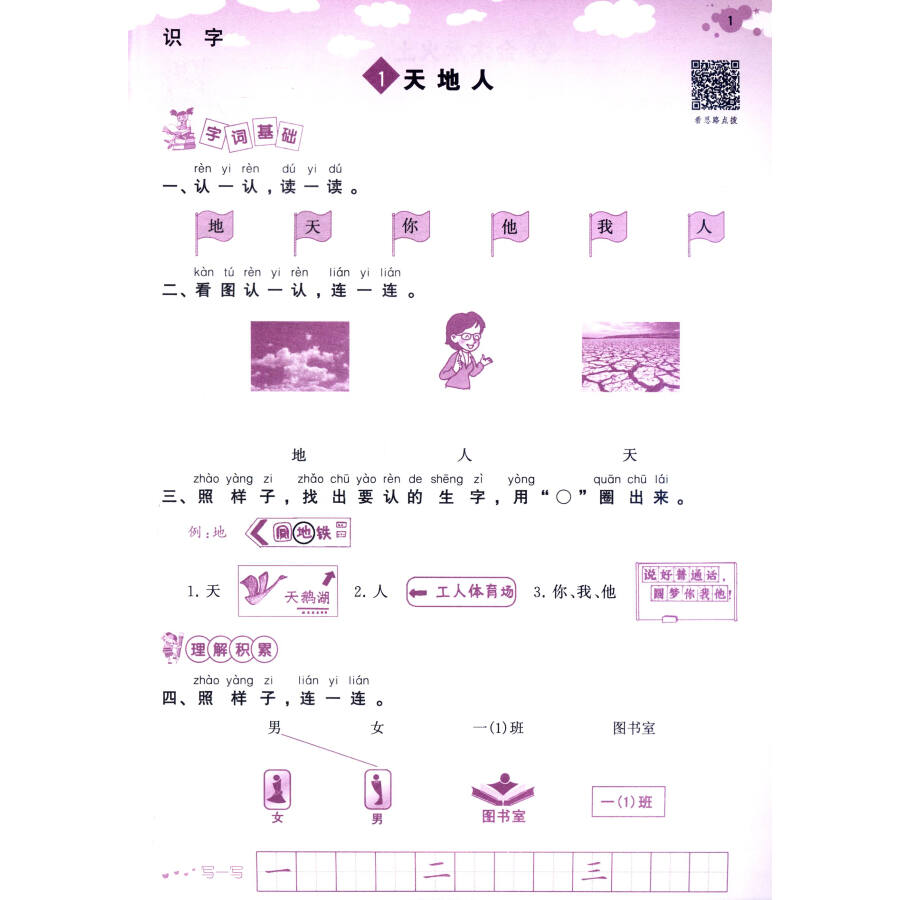 1
识 字
1 天 地 人
看思路点拨
字词基础
rèn yi rèn dú yi dú
一、认 一 认，读 一 读。
地 天 你 他 我 人
kàn tú rèn yi rèn lián yi lián
二、看 图 认 一 认，连 一 连。
地 人 天
zhào yàng zi zhǎo chū yào rèn de shēng zì yòng quān chū lái
三、照 样 子，找 出 要 认 的 生 字，用“○”圈 出 来。
例：地
地铁
1. 天
天鹅湖
2. 人
工人体育场
3. 你、我、他
说好普通话，
圆梦你我他！
理解积累
zhào yàng zi lián yi lián
四、照 样 子，连 一 连。
男 女 一(1)班 图书室
女 男 图书室 一(1)班
写一写 一 二 三